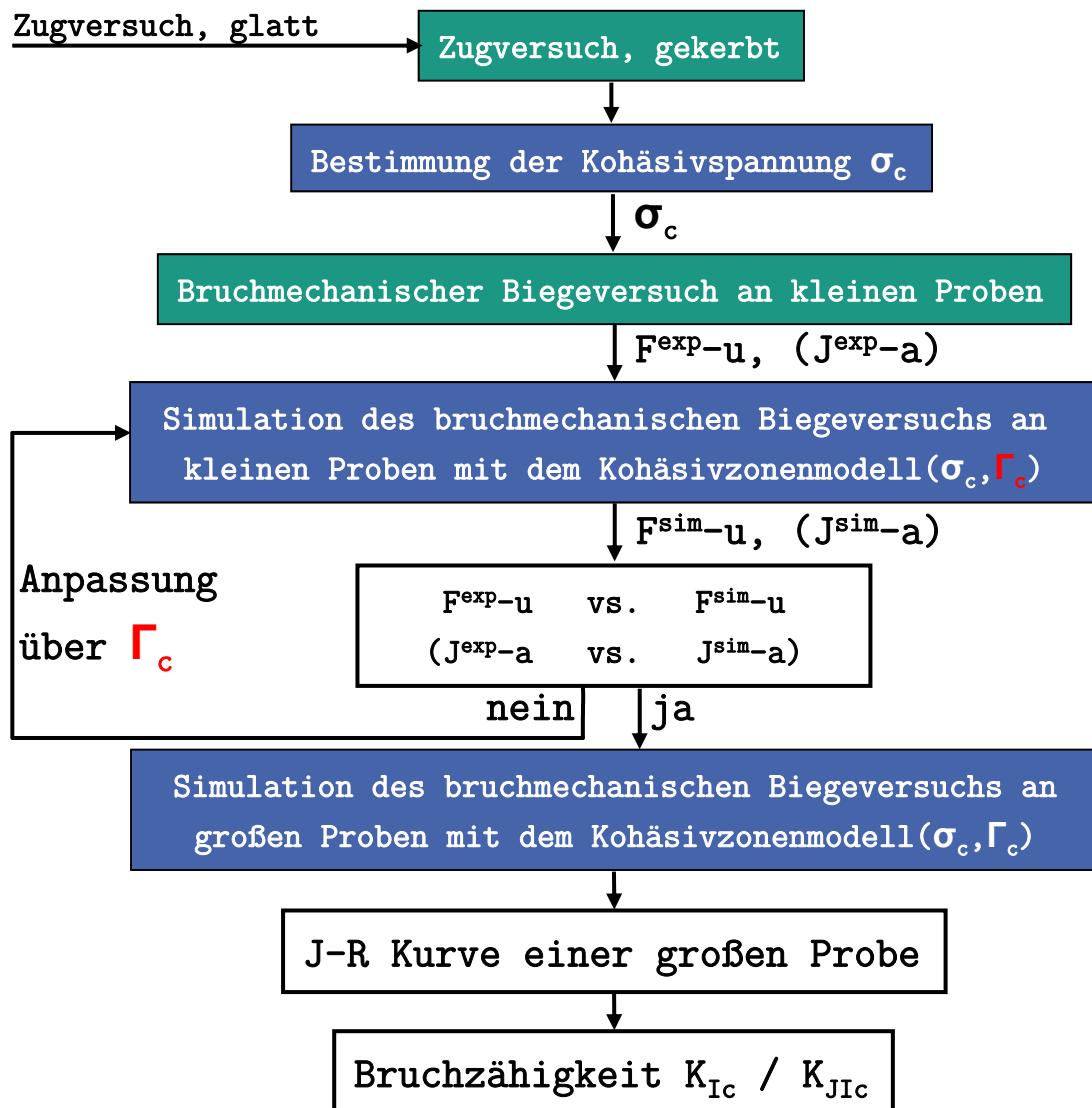 Zugversuch, glatt
Zugversuch, gekerbt
Bestimmung der Kohäsivspannung σc
σc
Bruchmechanischer Biegeversuch an kleinen Proben
Fexp-u, (Jexp-a)
Simulation des bruchmechanischen Biegeversuchs an
kleinen Proben mit dem Kohäsivzonenmodell(σc,Γc)
Fsim-u, (Jsim-a)
Anpassung
über Γc
Fexp-u vs. Fsim-u
(Jexp-a vs. Jsim-a)
nein ja
Simulation des bruchmechanischen Biegeversuchs an
großen Proben mit dem Kohäsivzonenmodell(σc,Γc)
J-R Kurve einer großen Probe
Bruchzähigkeit KIc / KJIc